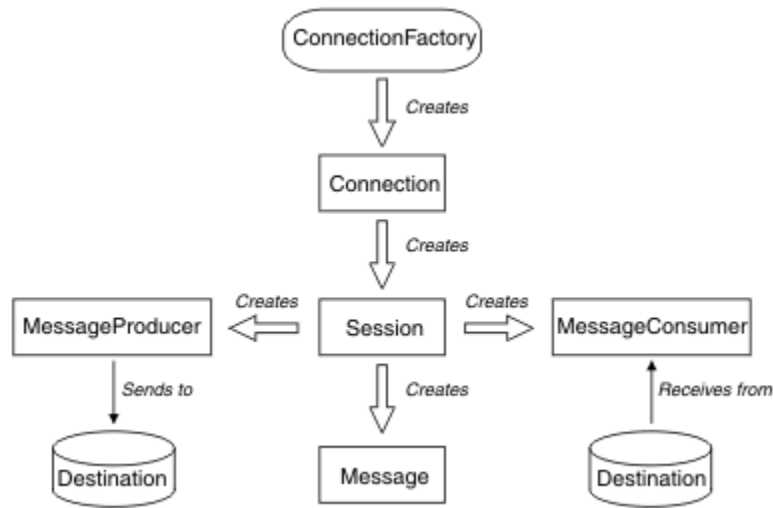 ConnectionFactory
Creates
Connection
Creates
Creates
Creates
MessageProducer
Session
MessageConsumer
Sends to
Creates
Receives from
Destination
Message
Destination